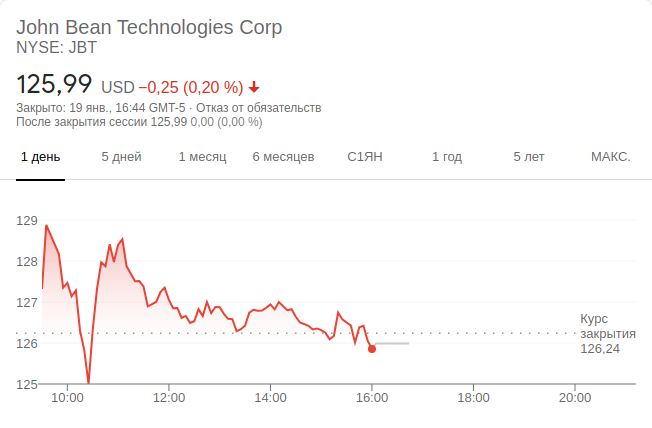 John Bean Technologies Corp
NYSE: JBT
125,99 USD −0,25 (0,20 %)
Закрыто: 19 янв., 16:44 GMT-5 · Отказ от обязательств
После закрытия сессии 125,99 0,00 (0,00 %)
1 день 5 дней 1 месяц 6 месяцев С1ЯН 1 год 5 лет МАКС.
129
128
127
Курс
закрытия
126,24
126
125
10:00 12:00 14:00 16:00 18:00 20:00